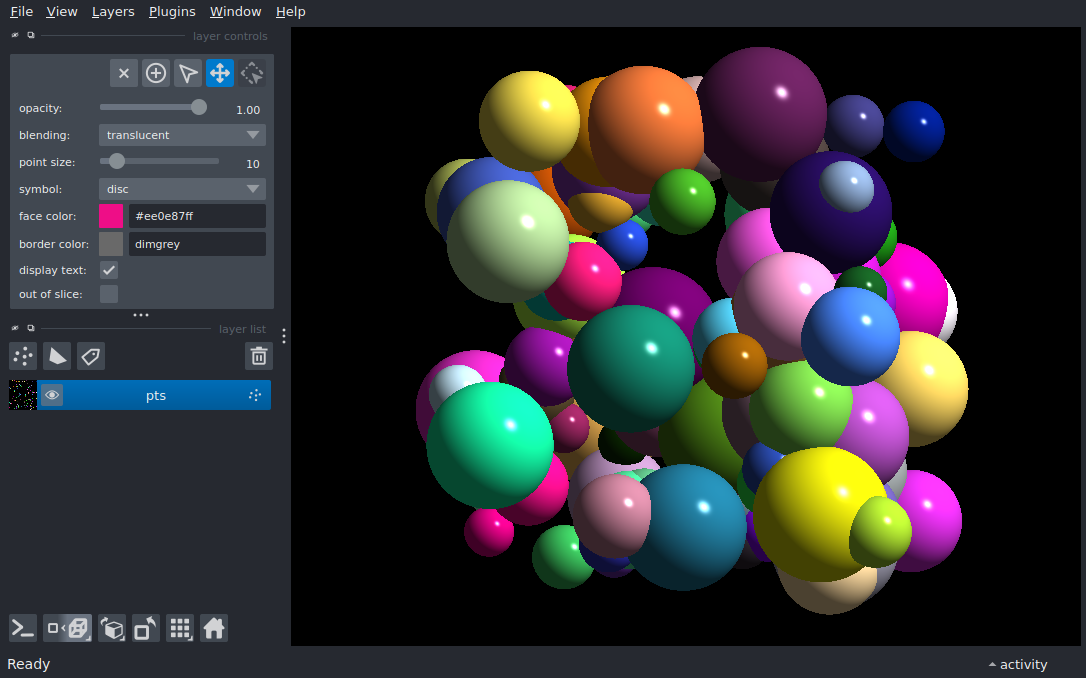 File View Layers Plugins Window Help
layer controls
opacity: 1.00
blending: translucent
point size: 10
symbol: disc
face color: #ee0e87ff
border color: dimgrey
display text:
out of slice:
layer list
pts
Ready
activity